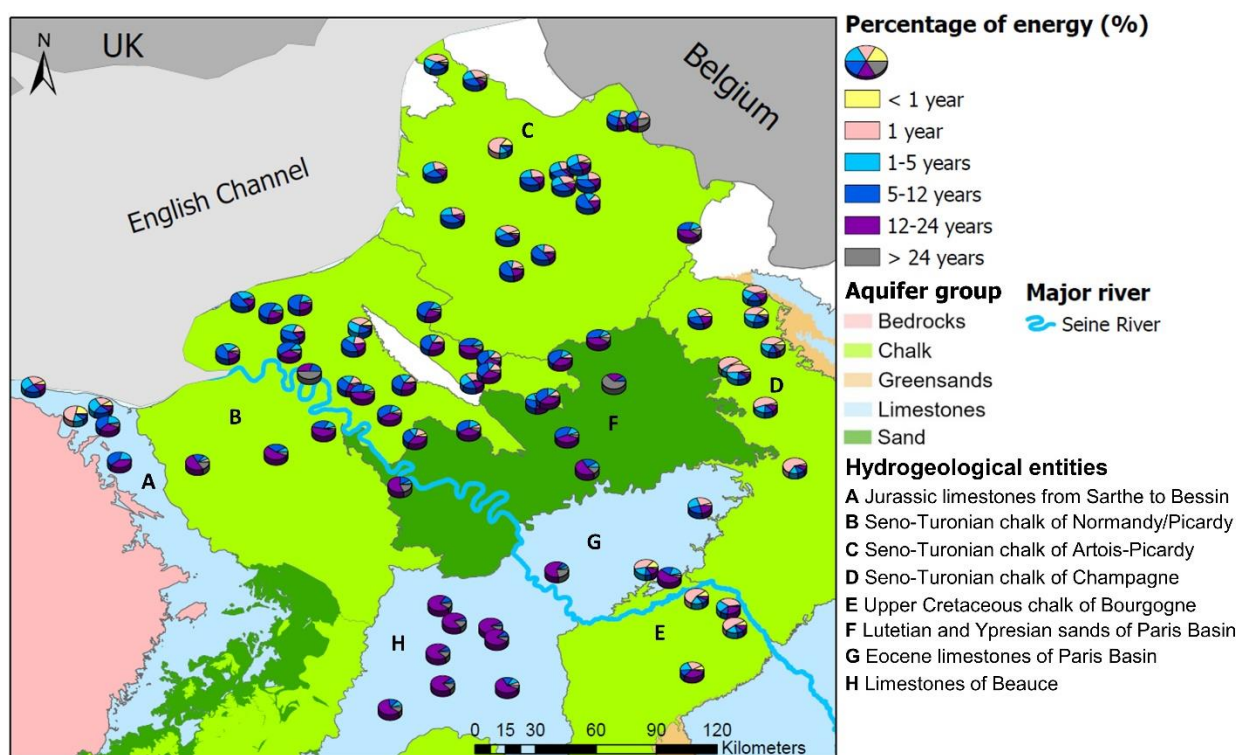 UK
N
Belgium
English Channel
C
B
D
F
A
G
H
E
0 15 30 60 90 120
Kilometers
Percentage of energy (%)
< 1 year
1 year
1-5 years
5-12 years
12-24 years
> 24 years
Aquifer group
Bedrocks
Chalk
Greensands
Limestones
Sand
Major river
Seine River
Hydrogeological entities
A Jurassic limestones from Sarthe to Bessin
B Seno-Turonian chalk of Normandy/Picardy
C Seno-Turonian chalk of Artois-Picardy
D Seno-Turonian chalk of Champagne
E Upper Cretaceous chalk of Bourgogne
F Lutetian and Ypresian sands of Paris Basin
G Eocene limestones of Paris Basin
H Limestones of Beauce